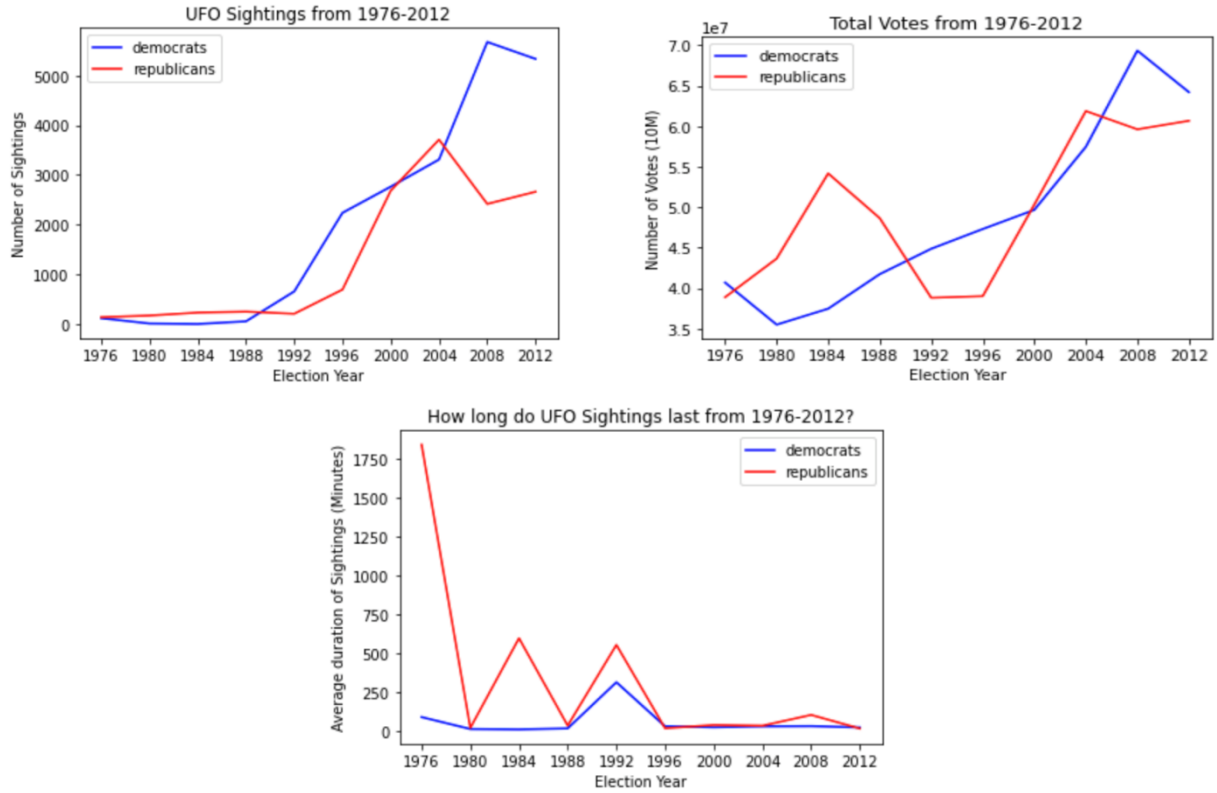 UFO Sightings from 1976-2012
democrats
republicans
5000
4000
3000
2000
1000
0
Number of Sightings
1976 1980 1984 1988 1992 1996 2000 2004 2008 2012
Election Year
Total Votes from 1976-2012
1e7
democrats
republicans
7.0
6.5
6.0
5.5
5.0
4.5
4.0
3.5
Number of Votes (10M)
1976 1980 1984 1988 1992 1996 2000 2004 2008 2012
Election Year
How long do UFO Sightings last from 1976-2012?
democrats
republicans
1750
1500
1250
1000
750
500
250
0
Average duration of Sightings (Minutes)
1976 1980 1984 1988 1992 1996 2000 2004 2008 2012
Election Year